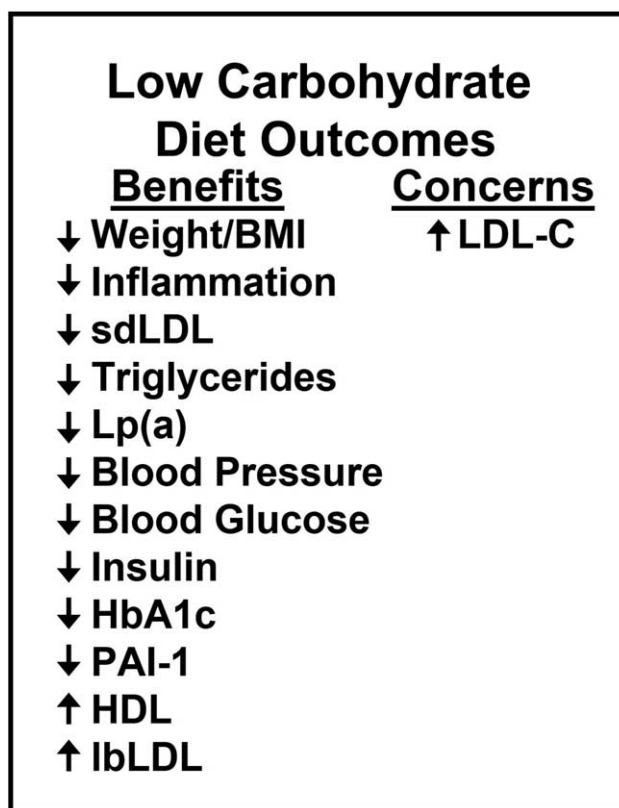 Low Carbohydrate
Diet Outcomes
Benefits Concerns
↓ Weight/BMI ↑ LDL-C
↓ Inflammation
↓ sdLDL
↓ Triglycerides
↓ Lp(a)
↓ Blood Pressure
↓ Blood Glucose
↓ Insulin
↓ HbA1c
↓ PAI-1
↑ HDL
↑ lbLDL